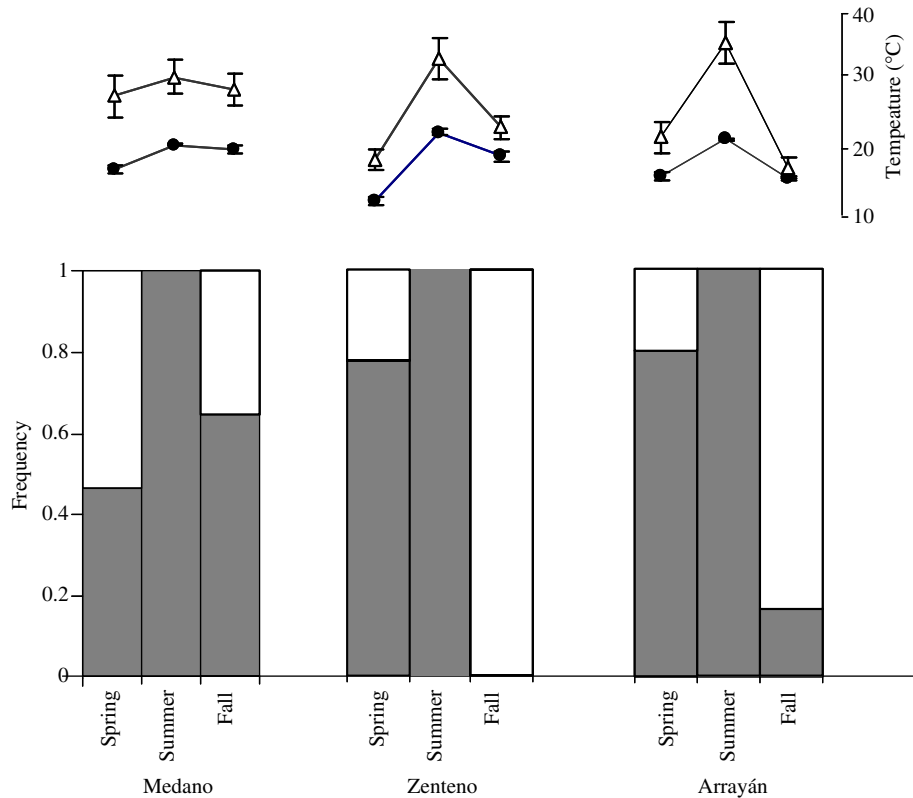 40
30
20
10
Tempeature (°C)
1
0.8
0.6
0.4
0.2
0
Frequency
Spring
Summer
Fall
Spring
Summer
Fall
Spring
Summer
Fall
Medano
Zenteno
Arrayán